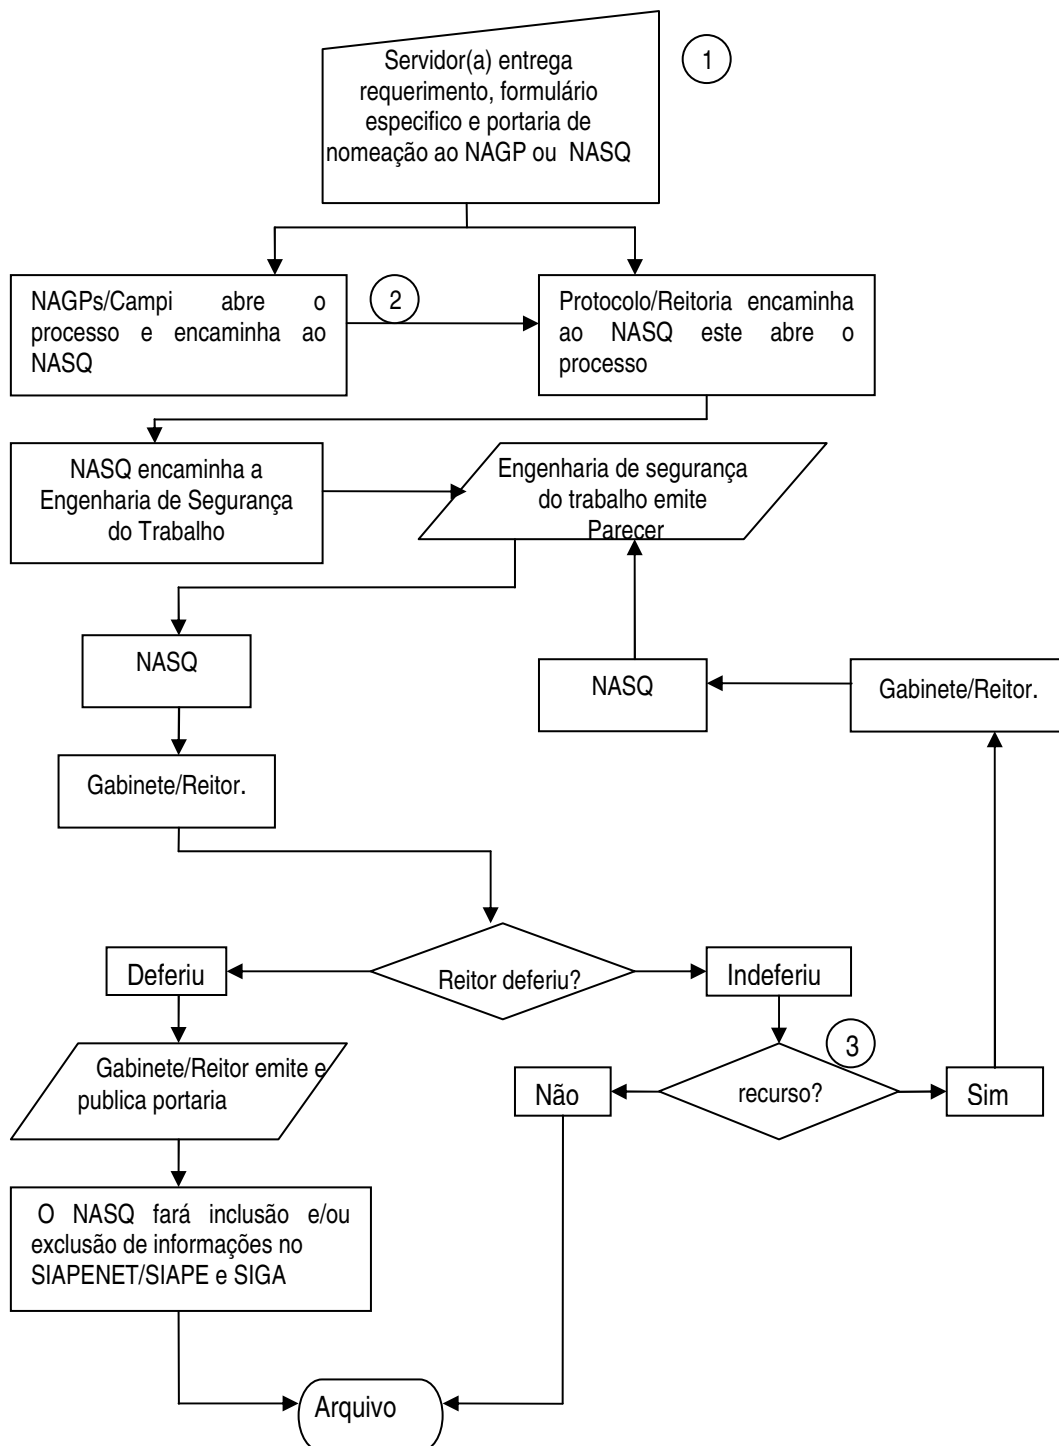 Servidor(a) entrega
requerimento, formulário
especifico e portaria de
nomeação ao NAGP ou NASQ
1
NAGPs/Campi abre o
processo e encaminha ao
NASQ
2
Protocolo/Reitoria encaminha
ao NASQ este abre o
processo
NASQ encaminha a
Engenharia de Segurança
do Trabalho
Engenharia de segurança
do trabalho emite
Parecer
NASQ
NASQ
Gabinete/Reitor.
Gabinete/Reitor.
Reitor deferiu?
Deferiu
Indeferiu
Gabinete/Reitor emite e
publica portaria
3
recurso?
Não
Sim
O NASQ fará inclusão e/ou
exclusão de informações no
SIAPENET/SIAPE e SIGA
Arquivo